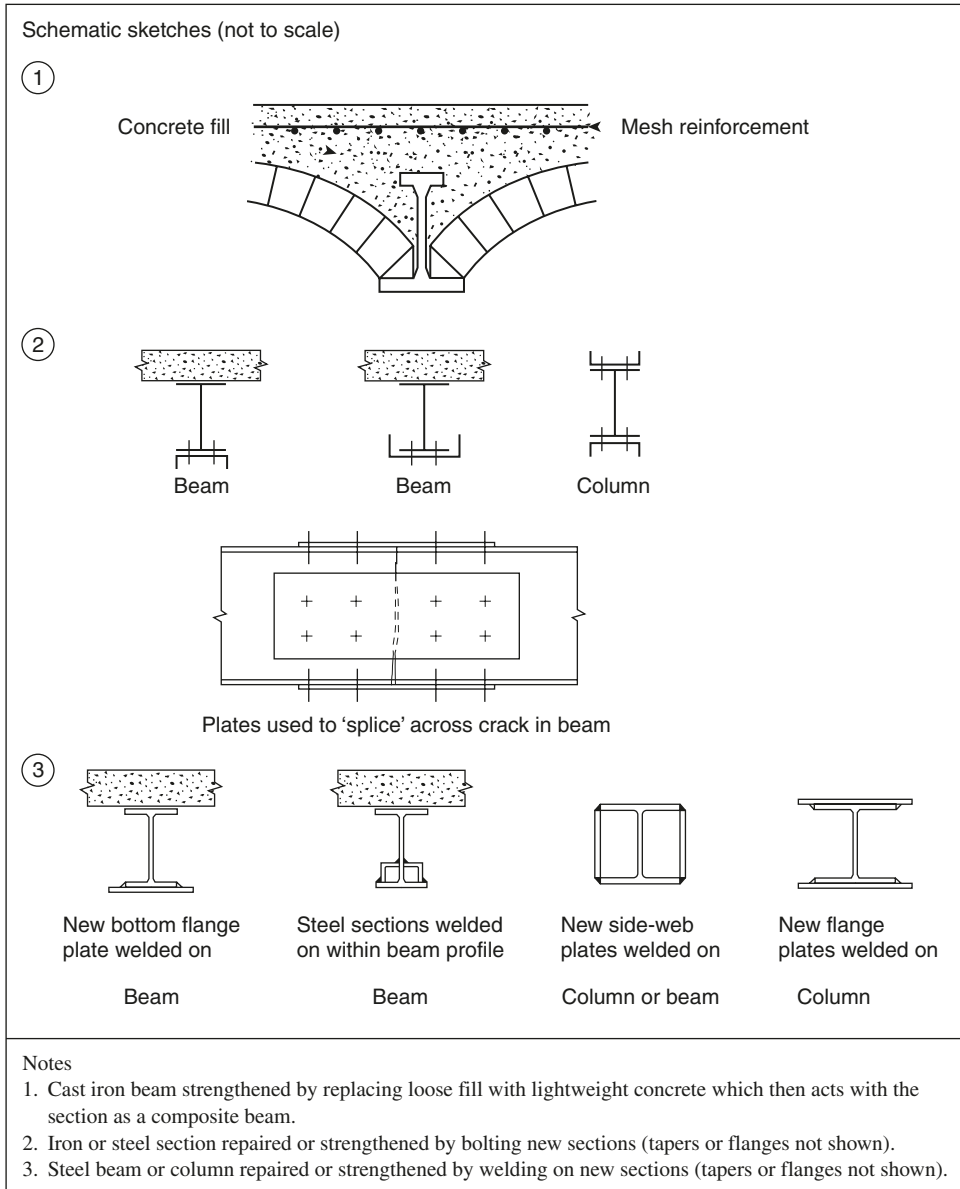 Schematic sketches (not to scale)
1
Concrete fill
Mesh reinforcement
2
Beam
Beam
Column
Plates used to ‘splice’ across crack in beam
3
New bottom flange
plate welded on
Beam
Steel sections welded
on within beam profile
Beam
New side-web
plates welded on
Column or beam
New flange
plates welded on
Column
Notes
1. Cast iron beam strengthened by replacing loose fill with lightweight concrete which then acts with the
section as a composite beam.
2. Iron or steel section repaired or strengthened by bolting new sections (tapers or flanges not shown).
3. Steel beam or column repaired or strengthened by welding on new sections (tapers or flanges not shown).